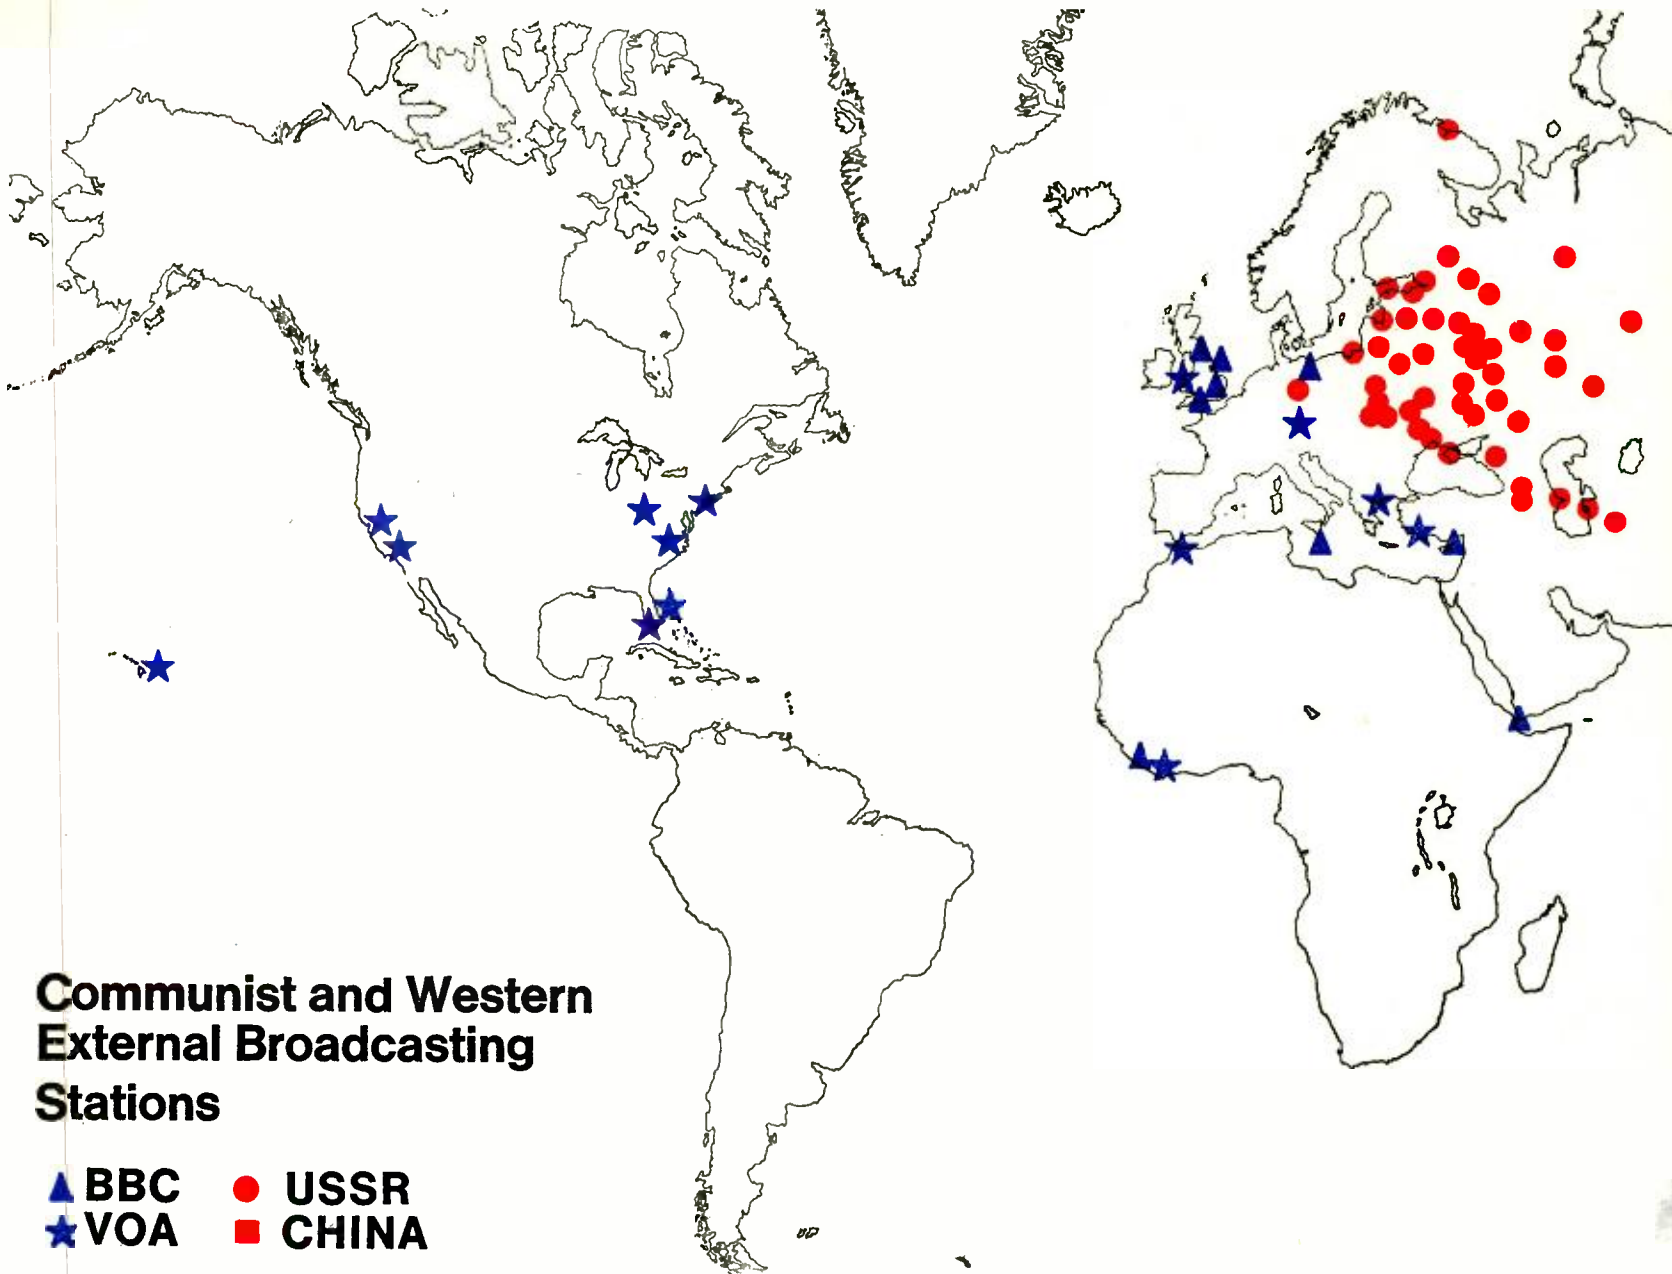 Communist and Western
External Broadcasting
Stations
BBC USSR
VOA CHINA